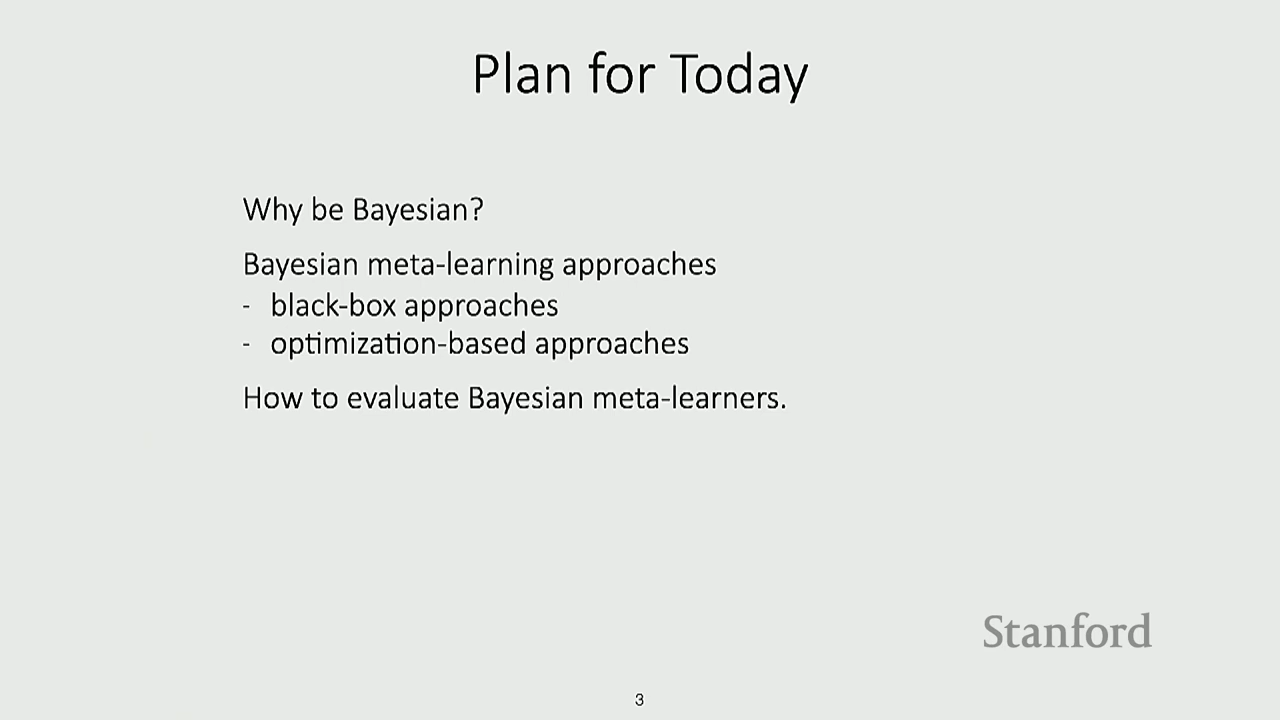 Plan for Today
Why be Bayesian?
Bayesian meta-learning approaches
- black-box approaches
- optimization-based approaches
How to evaluate Bayesian meta-learners.
Stanford
3